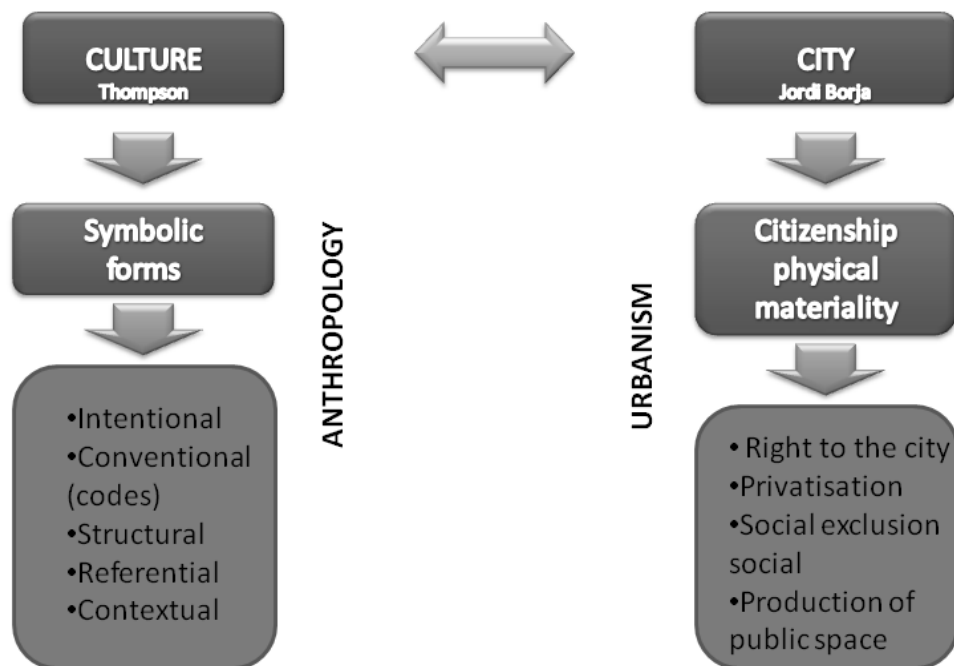 CULTURE
Thompson
Symbolic
forms
•Intentional
•Conventional
(codes)
•Structural
•Referential
•Contextual
ANTHROPOLOGY
URBANISM
CITY
Jordi Borja
Citizenship
physical
materiality
• Right to the city
•Privatisation
•Social exclusion
social
•Production of
public space